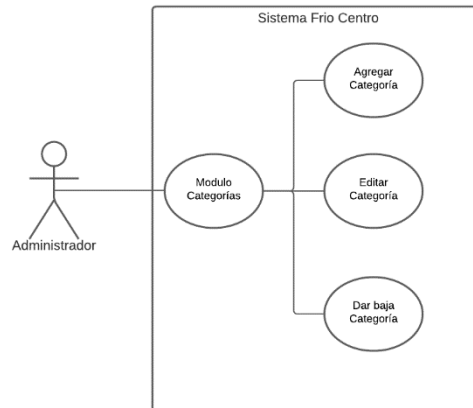 Sistema Frio Centro
Agregar
Categoría
Modulo
Categorías
Editar
Categoría
Administrador
Dar baja
Categoría